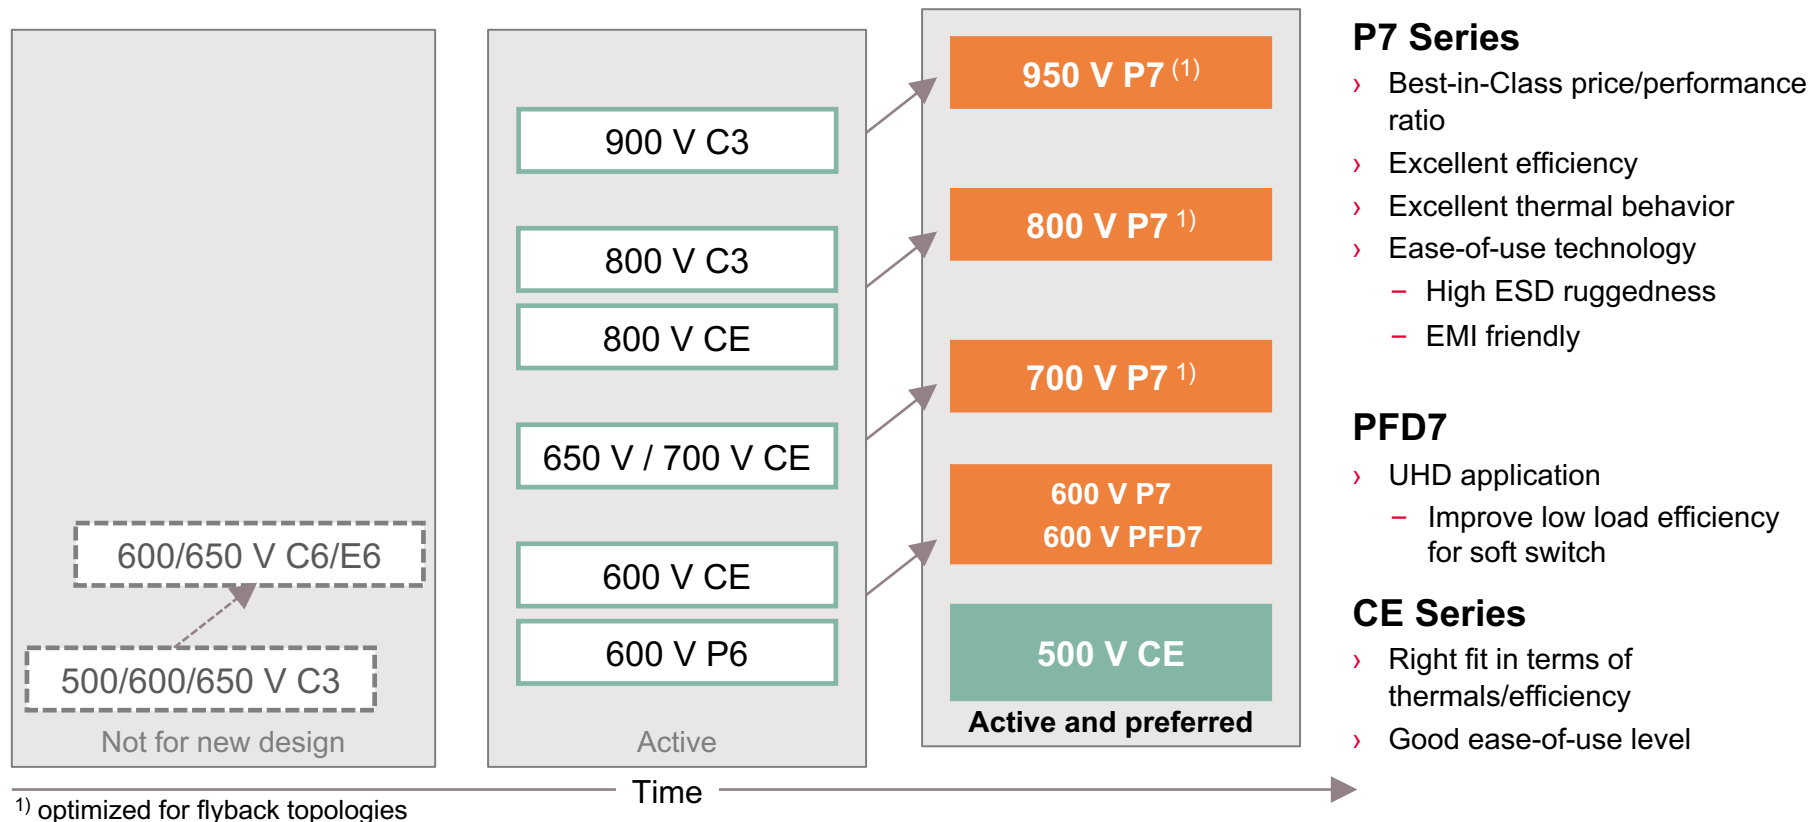 600/650 V C6/E6
500/600/650 V C3
Not for new design
900 V C3
800 V C3
800 V CE
650 V / 700 V CE
600 V CE
600 V P6
Active
950 V P7 (1)
800 V P7 1)
700 V P7 1)
600 V P7
600 V PFD7
500 V CE
Active and preferred
P7 Series
› Best-in-Class price/performance
ratio
› Excellent efficiency
› Excellent thermal behavior
› Ease-of-use technology
– High ESD ruggedness
– EMI friendly
PFD7
› UHD application
– Improve low load efficiency
for soft switch
CE Series
› Right fit in terms of
thermals/efficiency
› Good ease-of-use level
Time
1) optimized for flyback topologies